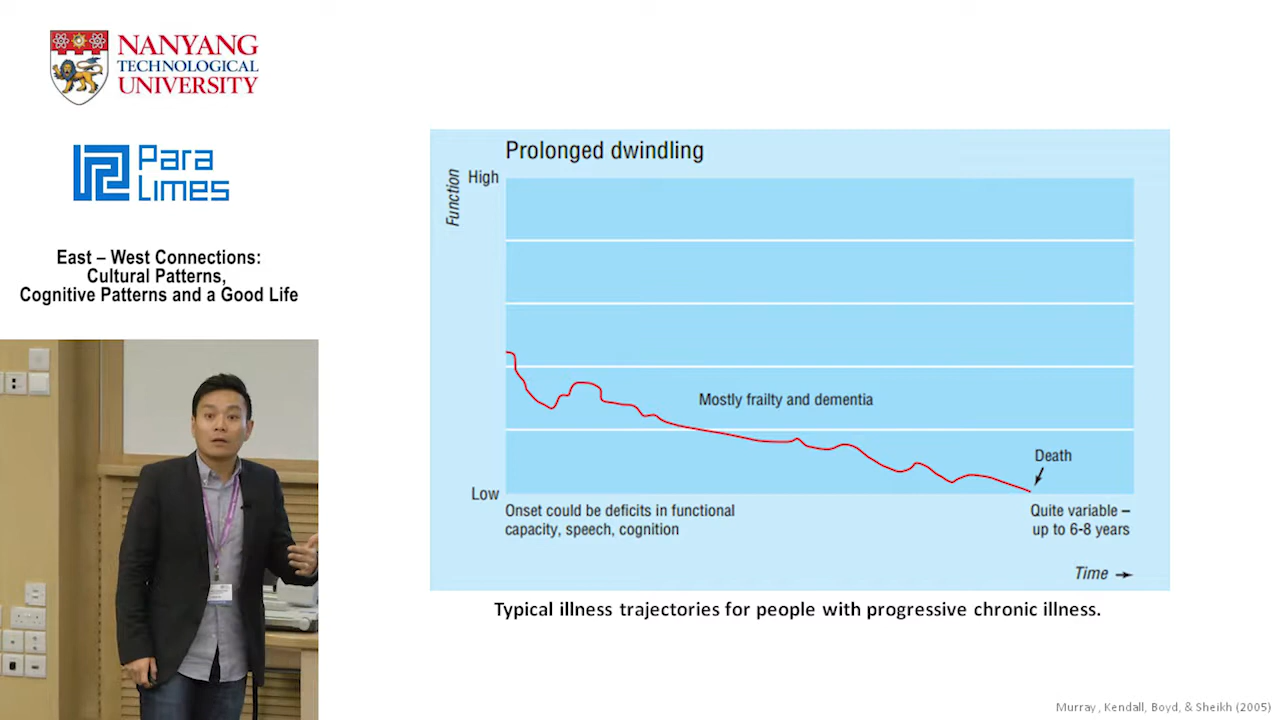 NANYANG
TECHNOLOGICAL
UNIVERSITY
Para
Limes
East – West Connections:
Cultural Patterns,
Cognitive Patterns and a Good Life
Prolonged dwindling
High
Function
Mostly frailty and dementia
Death
Low
Onset could be deficits in functional
capacity, speech, cognition
Quite variable –
up to 6-8 years
Time
Typical illness trajectories for people with progressive chronic illness.
Murray, Kendall, Boyd, & Sheikh (2005)